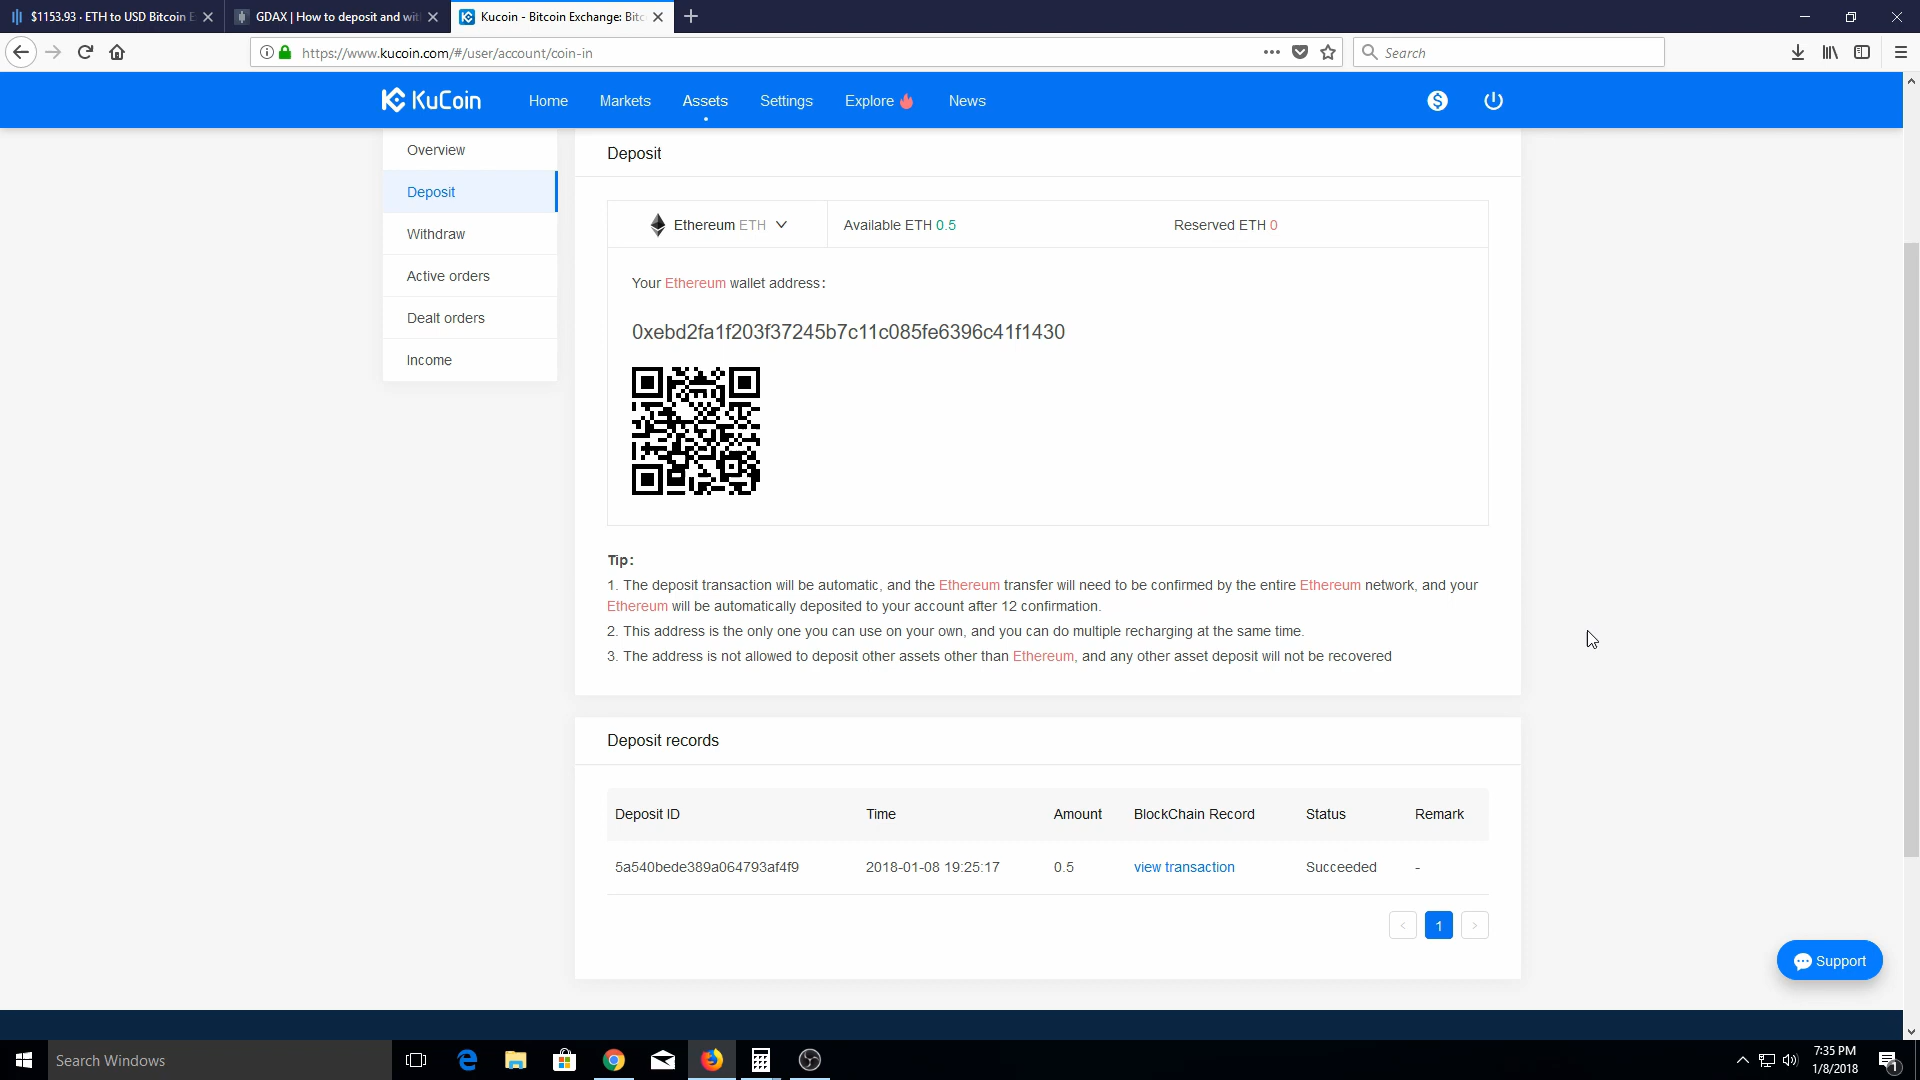 $1153.93 · ETH to USD Bitcoin E
GDAX | How to deposit and wit
Kucoin - Bitcoin Exchange: Bitc
https://www.kucoin.com/#/user/account/coin-in
Search
KuCoin
Home
Markets
Assets
Settings
Explore
News
Overview
Deposit
Withdraw
Active orders
Dealt orders
Income
Deposit
Ethereum ETH
Available ETH 0.5
Reserved ETH 0
Your Ethereum wallet address:
0xebd2fa1f203f37245b7c11c085fe6396c41f1430
Tip:
1. The deposit transaction will be automatic, and the Ethereum transfer will need to be confirmed by the entire Ethereum network, and your
Ethereum will be automatically deposited to your account after 12 confirmation.
2. This address is the only one you can use on your own, and you can do multiple recharging at the same time.
3. The address is not allowed to deposit other assets other than Ethereum, and any other asset deposit will not be recovered
Deposit records
Deposit ID Time Amount BlockChain Record Status Remark
5a540bede389a064793af4f9 2018-01-08 19:25:17 0.5 view transaction Succeeded -
< 1 >
Support
Search Windows
7:35 PM
1/8/2018
1